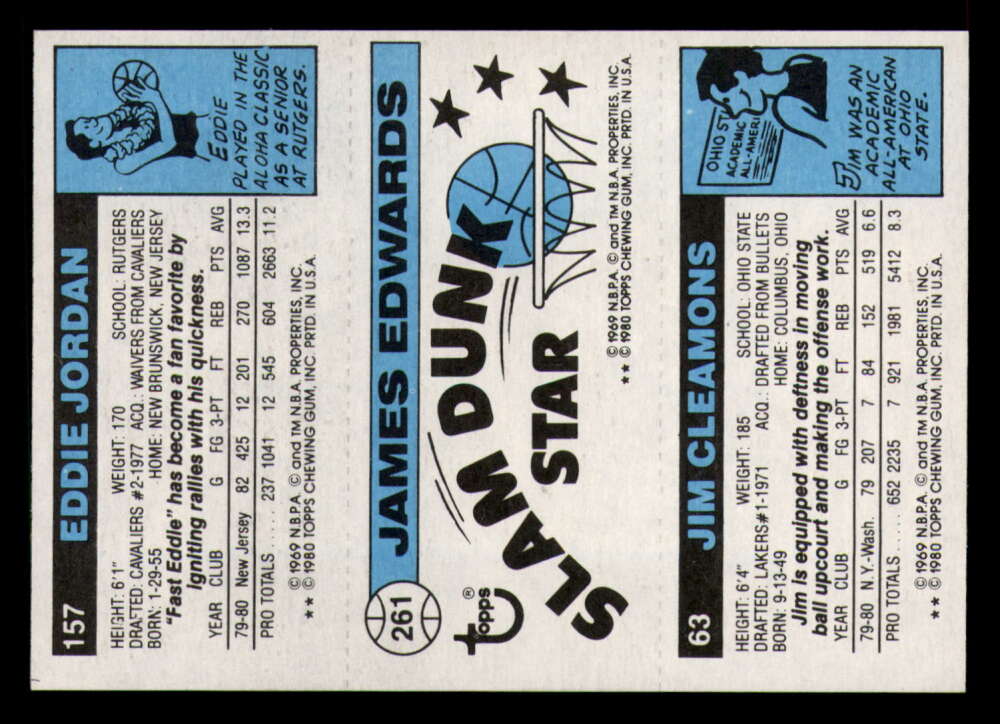 157 EDDIE JORDAN
HEIGHT: 6'1" WEIGHT: 170 SCHOOL: RUTGERS
DRAFTED: CAVALIERS #2-1977 ACQ.: WAIVERS FROM CAVALIERS
BORN: 1-29-55 HOME: NEW BRUNSWICK, NEW JERSEY
"Fast Eddie" has become a fan favorite by
igniting rallies with his quickness.
YEAR CLUB G FG 3-PT FT REB PTS AVG
79-80 New Jersey 82 425 12 201 270 1087 13.3
PRO TOTALS ..... 237 1041 12 545 604 2663 11.2
© 1969 N.B.P.A. © and TM N.B.A. PROPERTIES, INC.
** © 1980 TOPPS CHEWING GUM, INC. PRTD. IN U.S.A.
EDDIE
PLAYED IN THE
ALOHA CLASSIC
AS A SENIOR
AT RUTGERS.
261 JAMES EDWARDS
Topps®
SLAM DUNK
STAR
© 1969 N.B.P.A. © and TM N.B.A. PROPERTIES, INC.
** © 1980 TOPPS CHEWING GUM, INC. PRTD. IN U.S.A.
63 JIM CLEAMONS
HEIGHT: 6'4" WEIGHT: 185 SCHOOL: OHIO STATE
DRAFTED: LAKERS#1-1971 ACQ.: DRAFTED FROM BULLETS
BORN: 9-13-49 HOME: COLUMBUS, OHIO
Jim is equipped with deftness in moving
ball upcourt and making the offense work.
YEAR CLUB G FG 3-PT FT REB PTS AVG
79-80 N.Y.-Wash. 79 207 7 84 152 519 6.6
PRO TOTALS ..... 652 2235 7 921 1981 5412 8.3
© 1969 N.B.P.A. © and TM N.B.A. PROPERTIES, INC.
** © 1980 TOPPS CHEWING GUM, INC. PRTD. IN U.S.A.
OHIO ST
ACADEMIC
ALL-AMERI
JIM WAS AN
ACADEMIC
ALL-AMERICAN
AT OHIO
STATE.